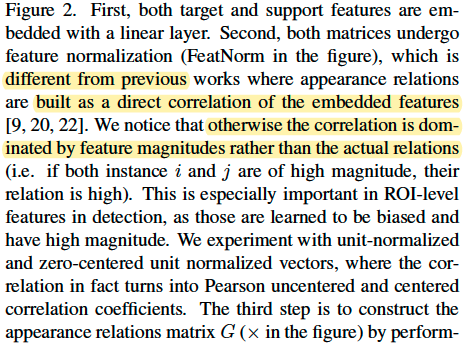 Figure 2. First, both target and support features are em-
bedded with a linear layer. Second, both matrices undergo
feature normalization (FeatNorm in the figure), which is
different from previous works where appearance relations
are built as a direct correlation of the embedded features
[9, 20, 22]. We notice that otherwise the correlation is dom-
inated by feature magnitudes rather than the actual relations
(i.e. if both instance i and j are of high magnitude, their
relation is high). This is especially important in ROI-level
features in detection, as those are learned to be biased and
have high magnitude. We experiment with unit-normalized
and zero-centered unit normalized vectors, where the cor-
relation in fact turns into Pearson uncentered and centered
correlation coefficients. The third step is to construct the
appearance relations matrix G (× in the figure) by perform-